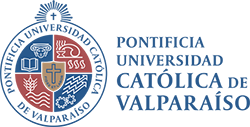 PONTIFICIA UNIVERSIDAD CATÓLICA
DE VALPARAÍSO
PONTIFICIA
UNIVERSIDAD
CATÓLICA DE
VALPARAÍSO